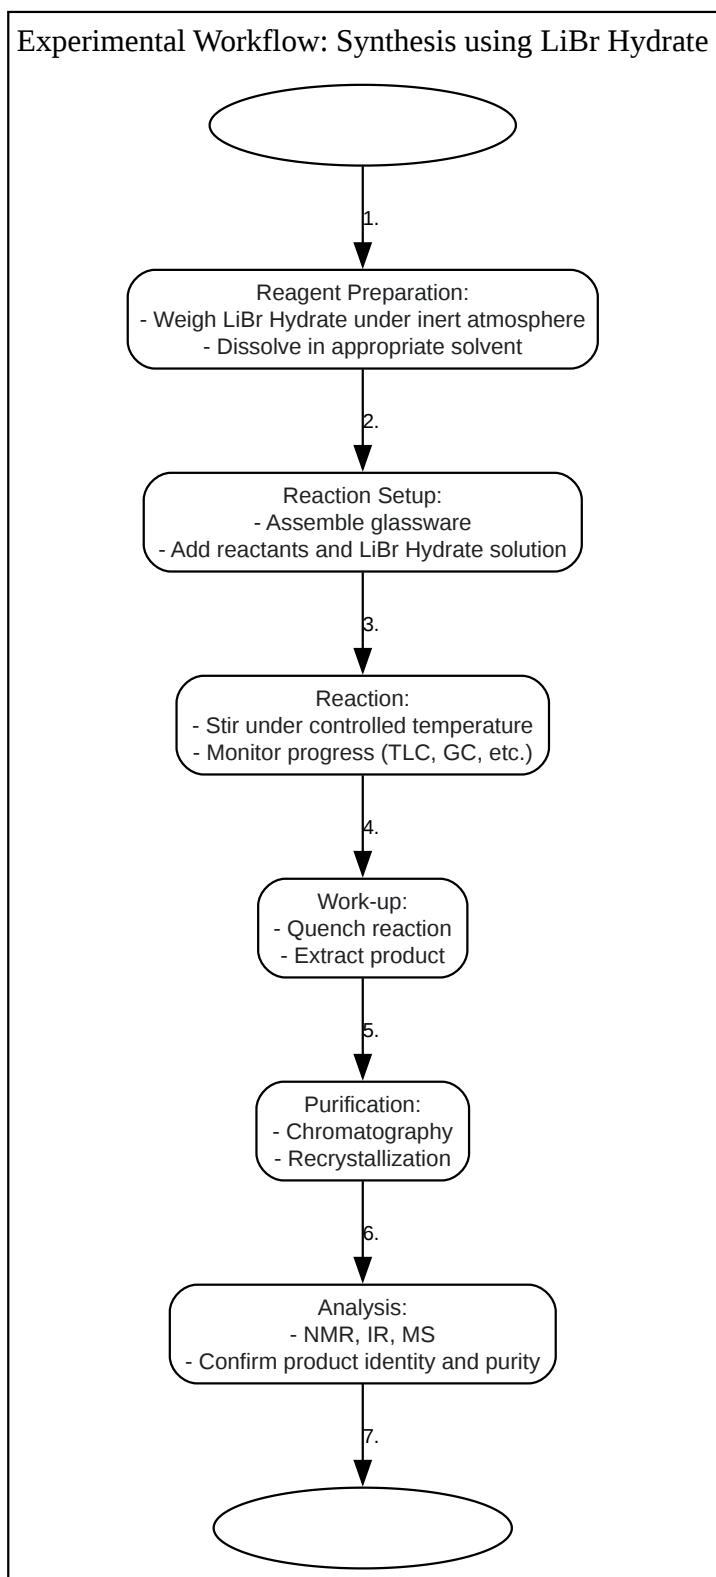 Experimental Workflow: Synthesis using LiBr Hydrate
1.
Reagent Preparation:
- Weigh LiBr Hydrate under inert atmosphere
- Dissolve in appropriate solvent
2.
Reaction Setup:
- Assemble glassware
- Add reactants and LiBr Hydrate solution
3.
Reaction:
- Stir under controlled temperature
- Monitor progress (TLC, GC, etc.)
4.
Work-up:
- Quench reaction
- Extract product
5.
Purification:
- Chromatography
- Recrystallization
6.
Analysis:
- NMR, IR, MS
- Confirm product identity and purity
7.